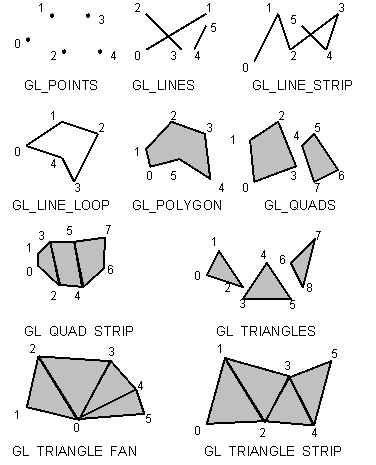 1 3
0
2 4
GL_POINTS
2 1
5
0 3 4
GL_LINES
1 5 3
2 4
0
GL_LINE_STRIP
1
2
0
4
3
GL_LINE_LOOP
2
3
1
0 5
4
GL_POLYGON
2
1 4 5
3 6
0 7
GL_QUADS
3 5 7
1
0 6
2 4
GL QUAD STRIP
7
1
4 6
0
2 8
3 5
GL TRIANGLES
2 3
4
1 5
0
GL TRIANGLE FAN
1 5
3
0 2 4
GL TRIANGLE STRIP